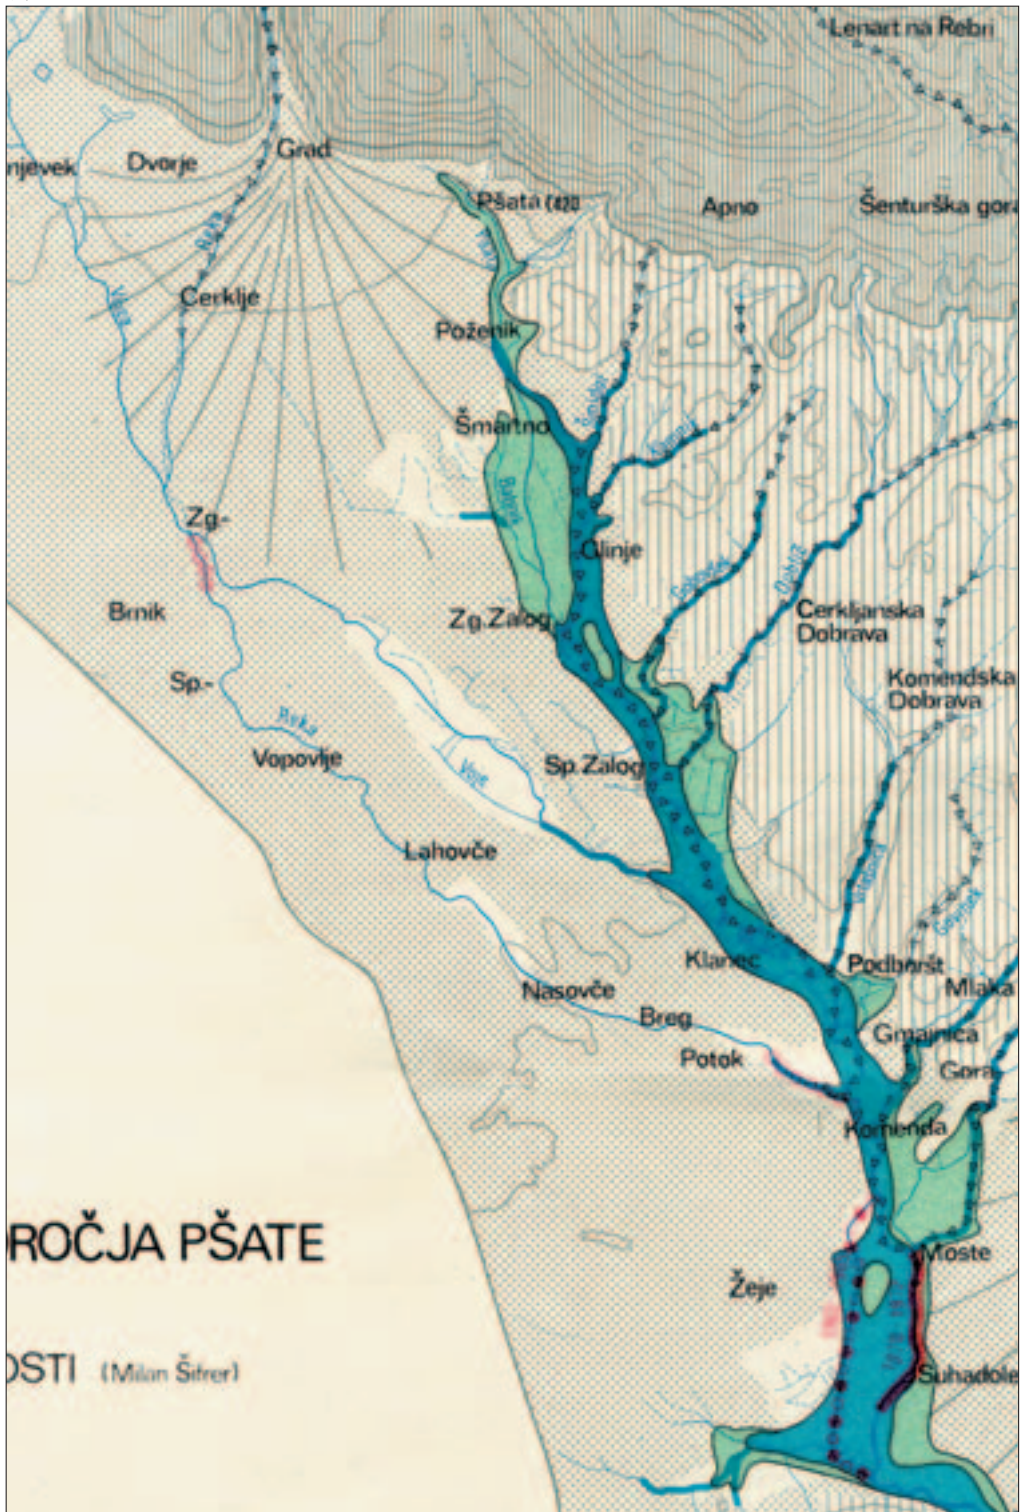 Lenart na Rebri
Grad
Dvorje
njevek
Pšata (420
Apno
Šenturška gora
Reka
Cerklje
Poženik
Šmartno
Zg.-
Glinje
Brnik
Zg. Zalog
Cerkljanska
Dobrava
Sp.-
Komendska
Dobrava
Reka
Vopovlje
Sp. Zalog
Lahovče
Klanec
Podboršt
Nasovče
Mlaka
Breg
Gmajnica
Potok
Gora
Komenda
ROČJA PŠATE
Moste
Žeje
OSTI (Milan Šifrer)
Suhadole